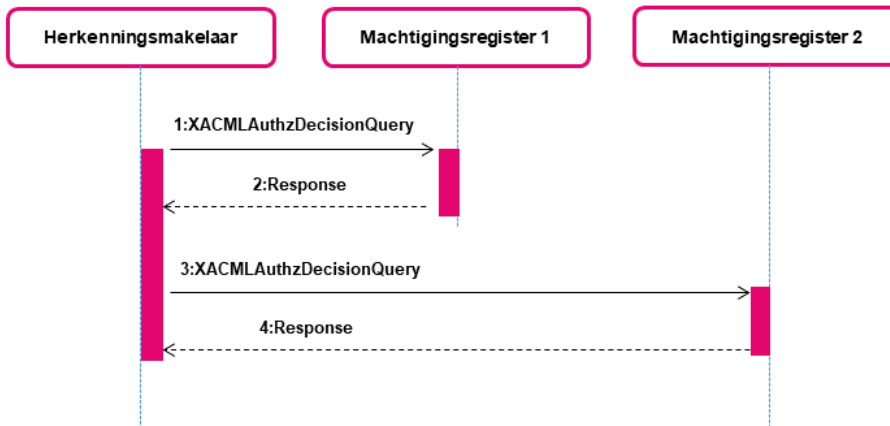 Herkenningsmakelaar
Machtigingsregister 1
Machtigingsregister 2
1:XACMLAuthzDecisionQuery
2:Response
3:XACMLAuthzDecisionQuery
4:Response